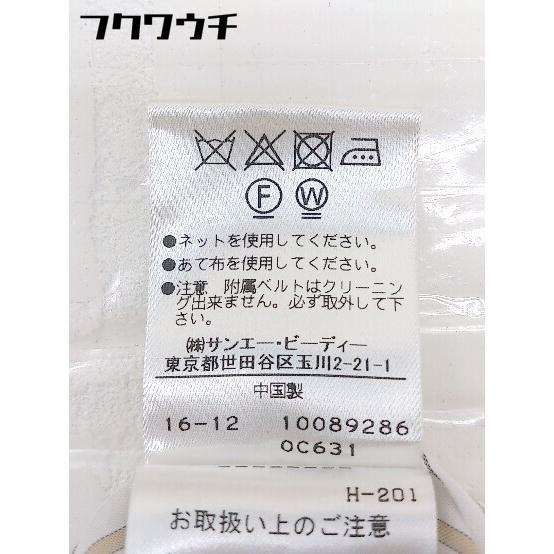 フクワウチ
F W
●ネットを使用してください。
●あて布を使用してください。
●注意 附属ベルトはクリーニン
グ出来ません。必ず取外して下
さい。
㈱サンエー・ビーディー
東京都世田谷区玉川2-21-1
中国製
16-12 10089286
0C631
H-201
お取扱い上のご注意